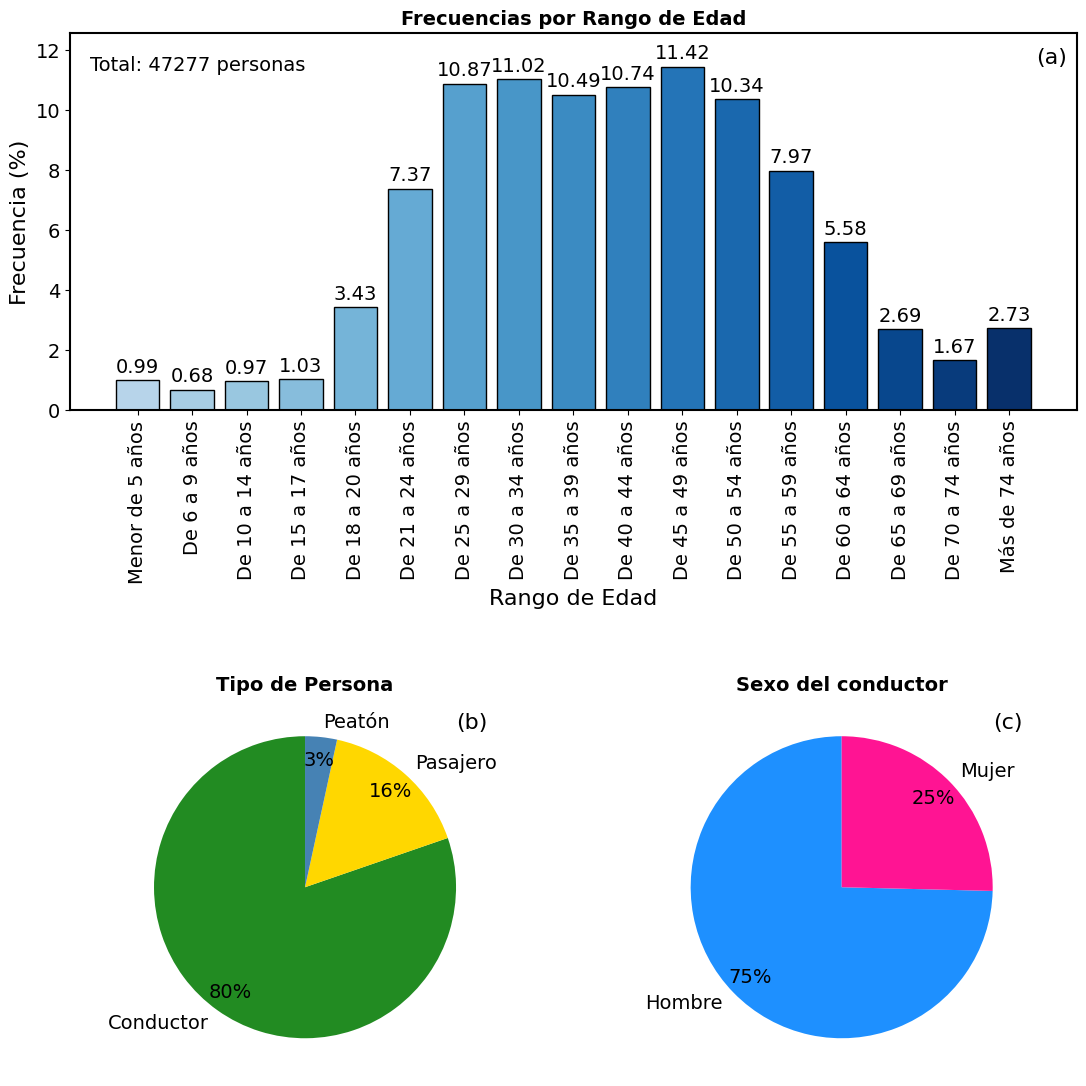 Frecuencias por Rango de Edad
Total: 47277 personas
(a)
Frecuencia (%)
12
10
8
6
4
2
0
0.99
0.68
0.97
1.03
3.43
7.37
10.87
11.02
10.49
10.74
11.42
10.34
7.97
5.58
2.69
1.67
2.73
Menor de 5 años
De 6 a 9 años
De 10 a 14 años
De 15 a 17 años
De 18 a 20 años
De 21 a 24 años
De 25 a 29 años
De 30 a 34 años
De 35 a 39 años
De 40 a 44 años
De 45 a 49 años
De 50 a 54 años
De 55 a 59 años
De 60 a 64 años
De 65 a 69 años
De 70 a 74 años
Más de 74 años
Rango de Edad
Tipo de Persona
(b)
Peatón
3%
Pasajero
16%
80%
Conductor
Sexo del conductor
(c)
Mujer
25%
75%
Hombre